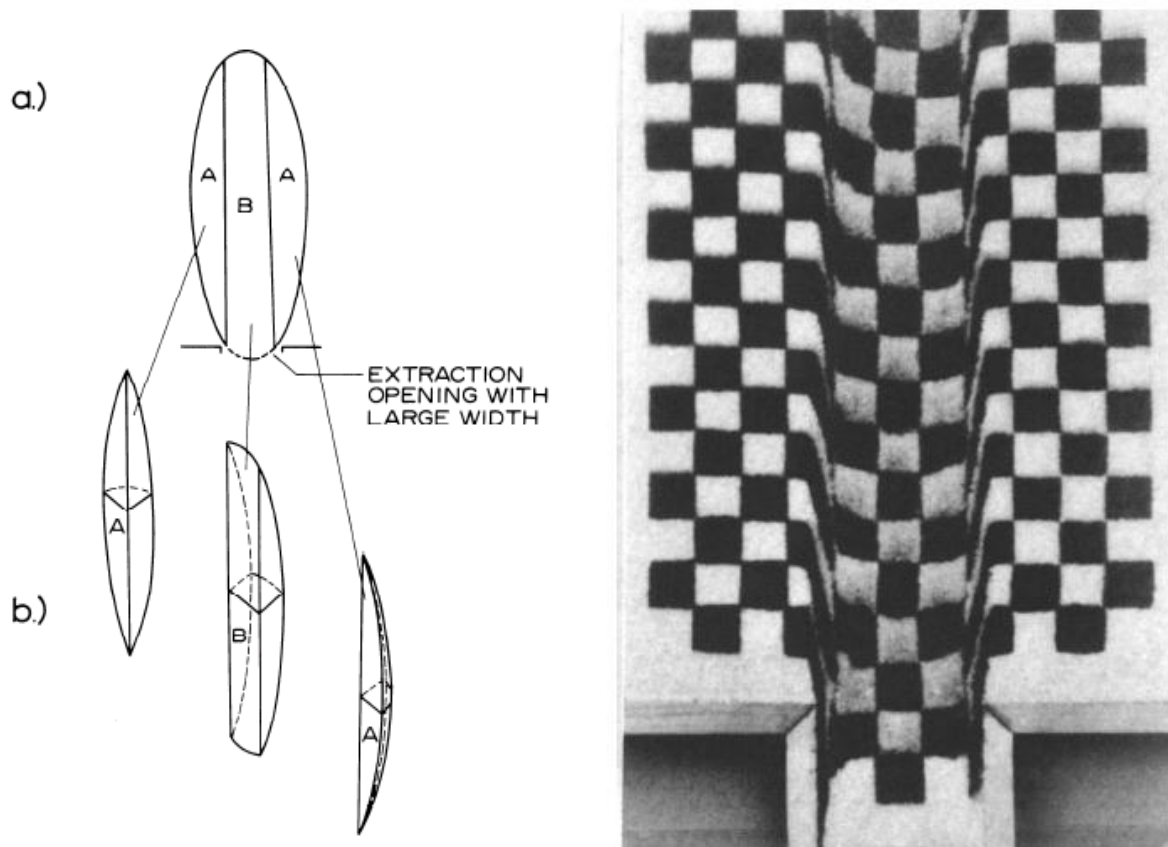 a.)
A
A
B
EXTRACTION
OPENING WITH
LARGE WIDTH
A
b.)
B
A